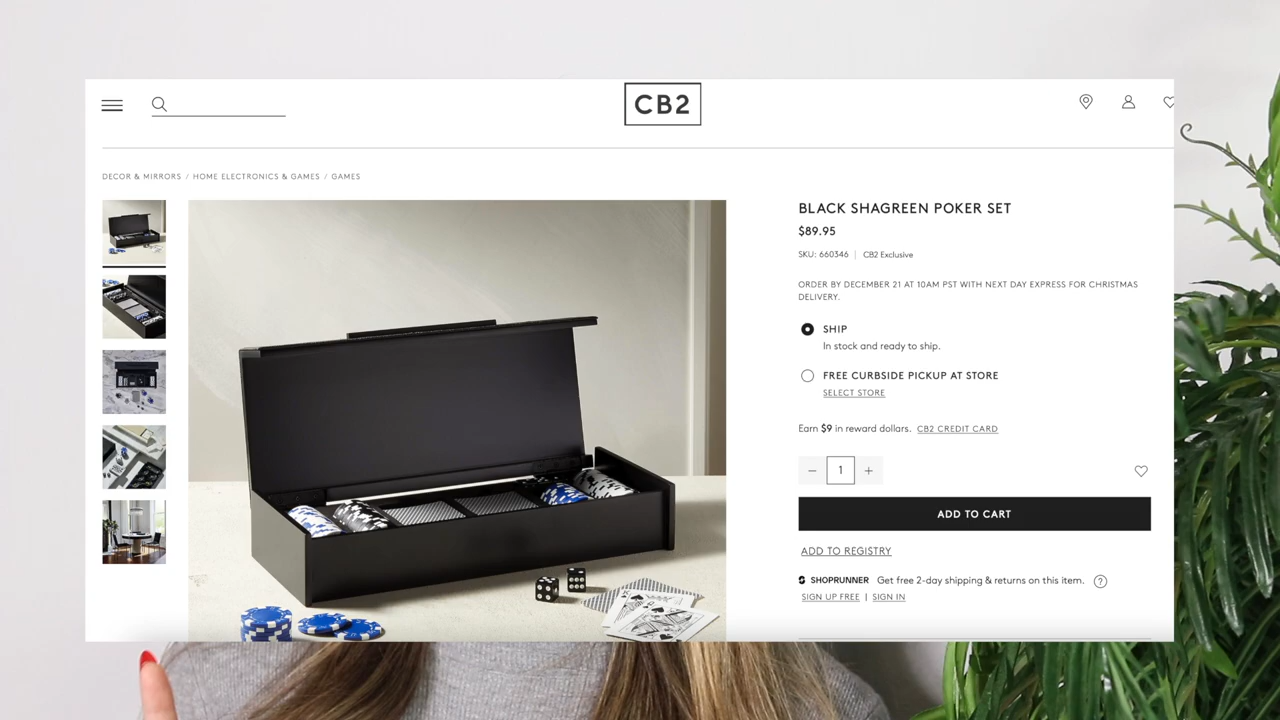 CB2
DECOR & MIRRORS / HOME ELECTRONICS & GAMES / GAMES
BLACK SHAGREEN POKER SET
$89.95
SKU: 660346 | CB2 Exclusive
ORDER BY DECEMBER 21 AT 10AM PST WITH NEXT DAY EXPRESS FOR CHRISTMAS
DELIVERY.
SHIP
In stock and ready to ship.
FREE CURBSIDE PICKUP AT STORE
SELECT STORE
Earn $9 in reward dollars. CB2 CREDIT CARD
− 1 +
ADD TO CART
ADD TO REGISTRY
SHOPRUNNER Get free 2-day shipping & returns on this item. ?
SIGN UP FREE | SIGN IN